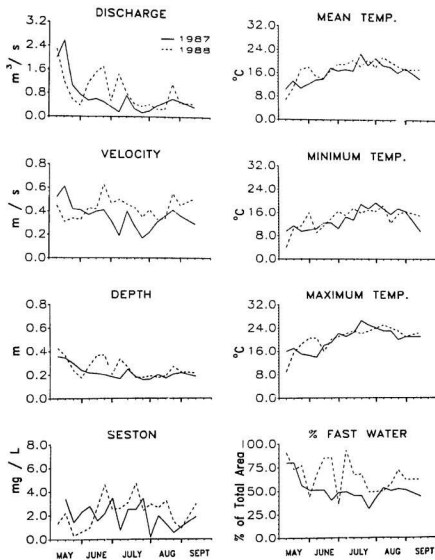 DISCHARGE
3.2
2.4
1.6
0.8
0.0
m³/s
1987
1988
MEAN TEMP.
24.0
16.0
8.0
0.0
°C
VELOCITY
0.8
0.6
0.4
0.2
0.0
m / s
MINIMUM TEMP.
32.0
24.0
16.0
8.0
0.0
°C
DEPTH
0.8
0.6
0.4
0.2
0.0
m
MAXIMUM TEMP.
32.0
24.0
16.0
8.0
0.0
°C
SESTON
8.0
6.0
4.0
2.0
0.0
mg / L
MAY JUNE JULY AUG SEPT
% FAST WATER
100.0
75.0
50.0
25.0
0.0
% of Total Area
MAY JUNE JULY AUG SEPT